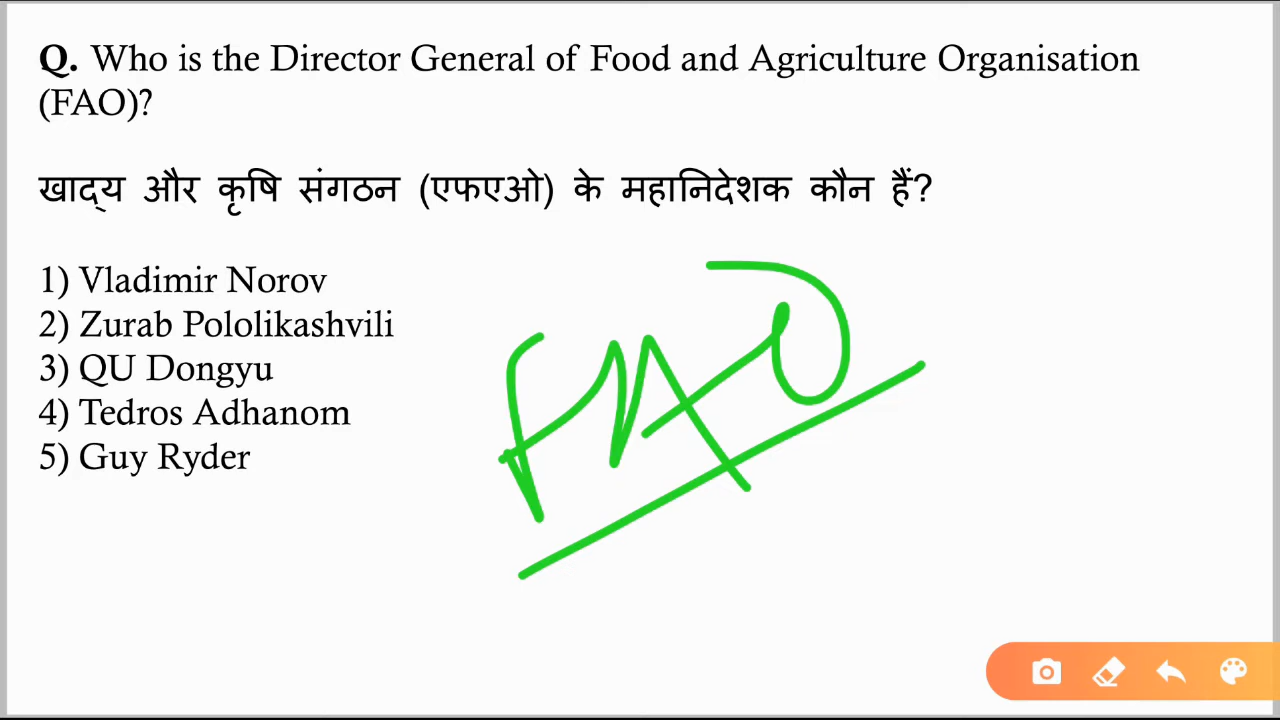 Q. Who is the Director General of Food and Agriculture Organisation
(FAO)?
खाद्‌य और कृषि संगठन (एफएओ) के महानिदेशक कौन हैं?
1) Vladimir Norov
2) Zurab Pololikashvili
3) QU Dongyu
4) Tedros Adhanom
5) Guy Ryder
FAO